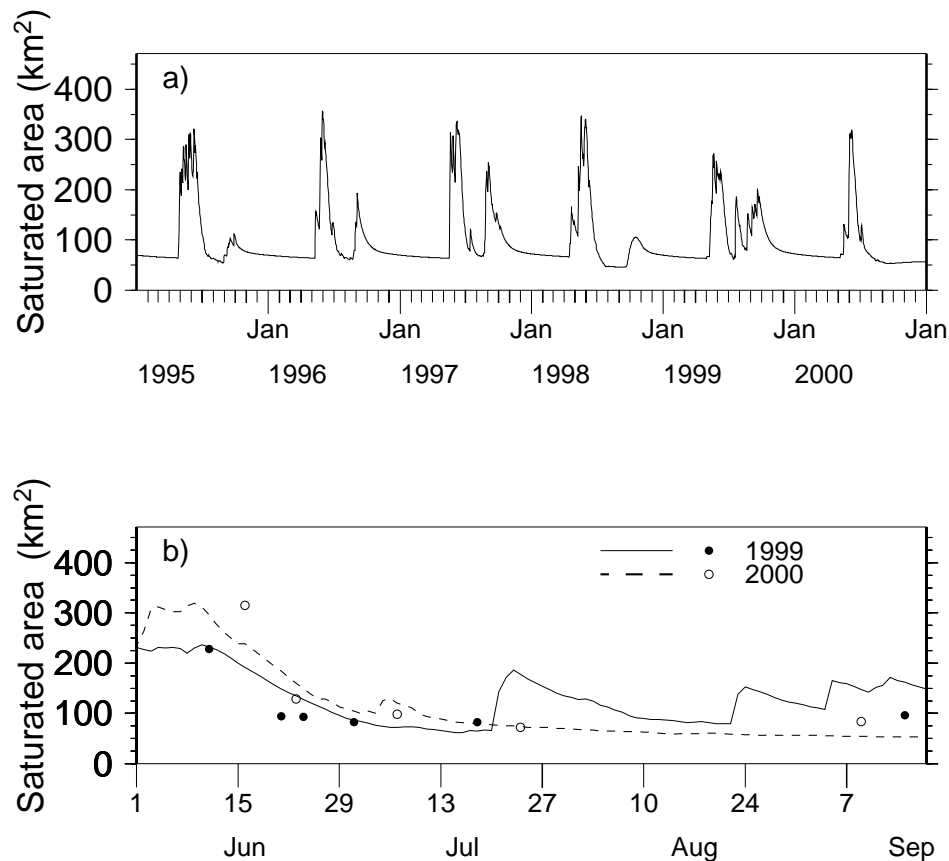 a)
Saturated area (km²)
400
300
200
100
0
Jan Jan Jan Jan Jan Jan
1995 1996 1997 1998 1999 2000
b)
Saturated area (km²)
400
300
200
100
0
1999
2000
1 15 29 13 27 10 24 7
Jun Jul Aug Sep